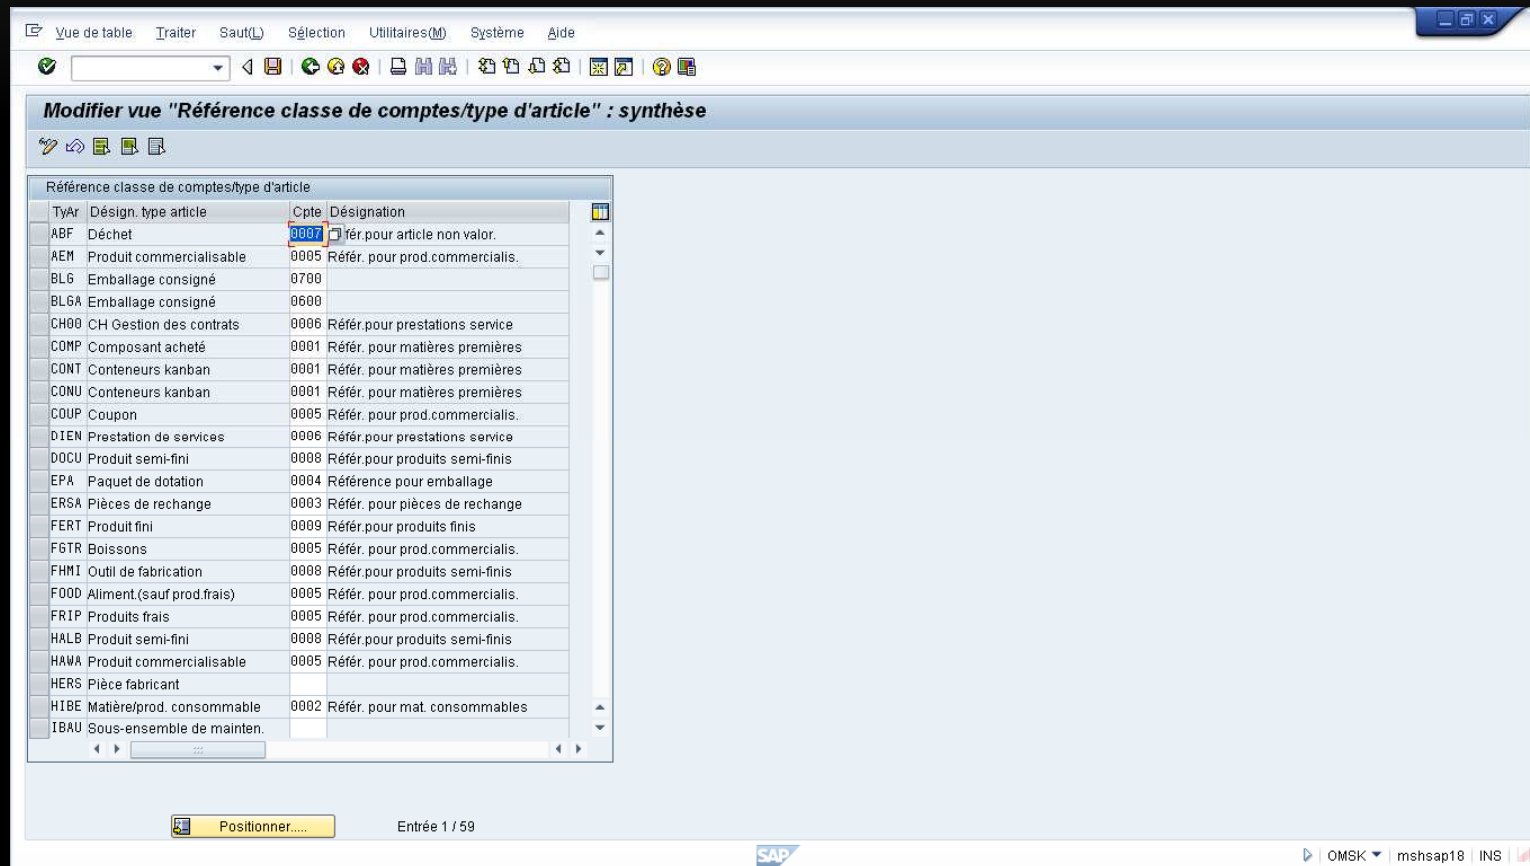 Vue de table Traiter Saut(L) Sélection Utilitaires(M) Système Aide
Modifier vue "Référence classe de comptes/type d'article" : synthèse
Référence classe de comptes/type d'article
TyAr Désign. type article Cpte Désignation
ABF Déchet 0007 fér.pour article non valor.
AEM Produit commercialisable 0005 Référ. pour prod.commercialis.
BLG Emballage consigné 0700
BLGA Emballage consigné 0600
CH00 CH Gestion des contrats 0006 Référ.pour prestations service
COMP Composant acheté 0001 Référ. pour matières premières
CONT Conteneurs kanban 0001 Référ. pour matières premières
CONU Conteneurs kanban 0001 Référ. pour matières premières
COUP Coupon 0005 Référ. pour prod.commercialis.
DIEN Prestation de services 0006 Référ.pour prestations service
DOCU Produit semi-fini 0008 Référ.pour produits semi-finis
EPA Paquet de dotation 0004 Référence pour emballage
ERSA Pièces de rechange 0003 Référ. pour pièces de rechange
FERT Produit fini 0009 Référ.pour produits finis
FGTR Boissons 0005 Référ. pour prod.commercialis.
FHMI Outil de fabrication 0008 Référ.pour produits semi-finis
FOOD Aliment.(sauf prod.frais) 0005 Référ. pour prod.commercialis.
FRIP Produits frais 0005 Référ. pour prod.commercialis.
HALB Produit semi-fini 0008 Référ.pour produits semi-finis
HAWA Produit commercialisable 0005 Référ. pour prod.commercialis.
HERS Pièce fabricant
HIBE Matière/prod. consommable 0002 Référ. pour mat. consommables
IBAU Sous-ensemble de mainten.
Positionner..... Entrée 1 / 59
SAP
OMSK mshsap18 INS